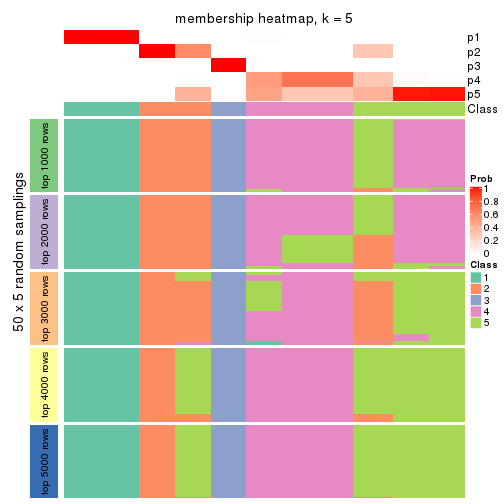 membership heatmap, k = 5
p1
p2
p3
p4
p5
Class
50 x 5 random samplings
top 1000 rows
top 2000 rows
top 3000 rows
top 4000 rows
top 5000 rows
Prob
1
0.8
0.6
0.4
0.2
0
Class
1
2
3
4
5